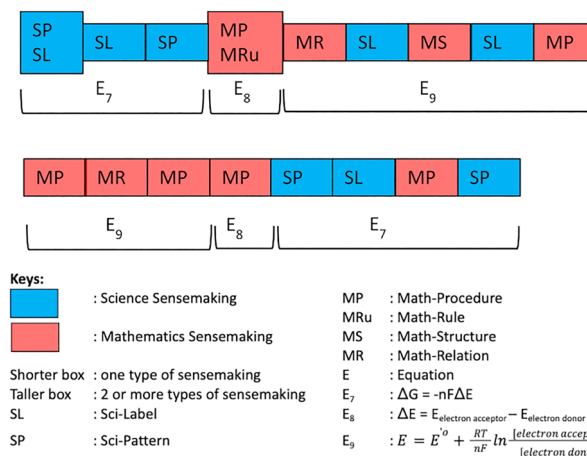 SP SL SP MP MR SL MS SL MP
SL MRu
E7 E8 E9
MP MR MP MP SP SL MP SP
E9 E8 E7
Keys:
: Science Sensemaking
: Mathematics Sensemaking
Shorter box : one type of sensemaking
Taller box : 2 or more types of sensemaking
SL : Sci-Label
SP : Sci-Pattern
MP : Math-Procedure
MRu : Math-Rule
MS : Math-Structure
MR : Math-Relation
E : Equation
E7 : ΔG = -nFΔE
E8 : ΔE = Eelectron acceptor – Eelectron donor
E9 : E = E'o + RT/nF ln [electron accep/[electron don